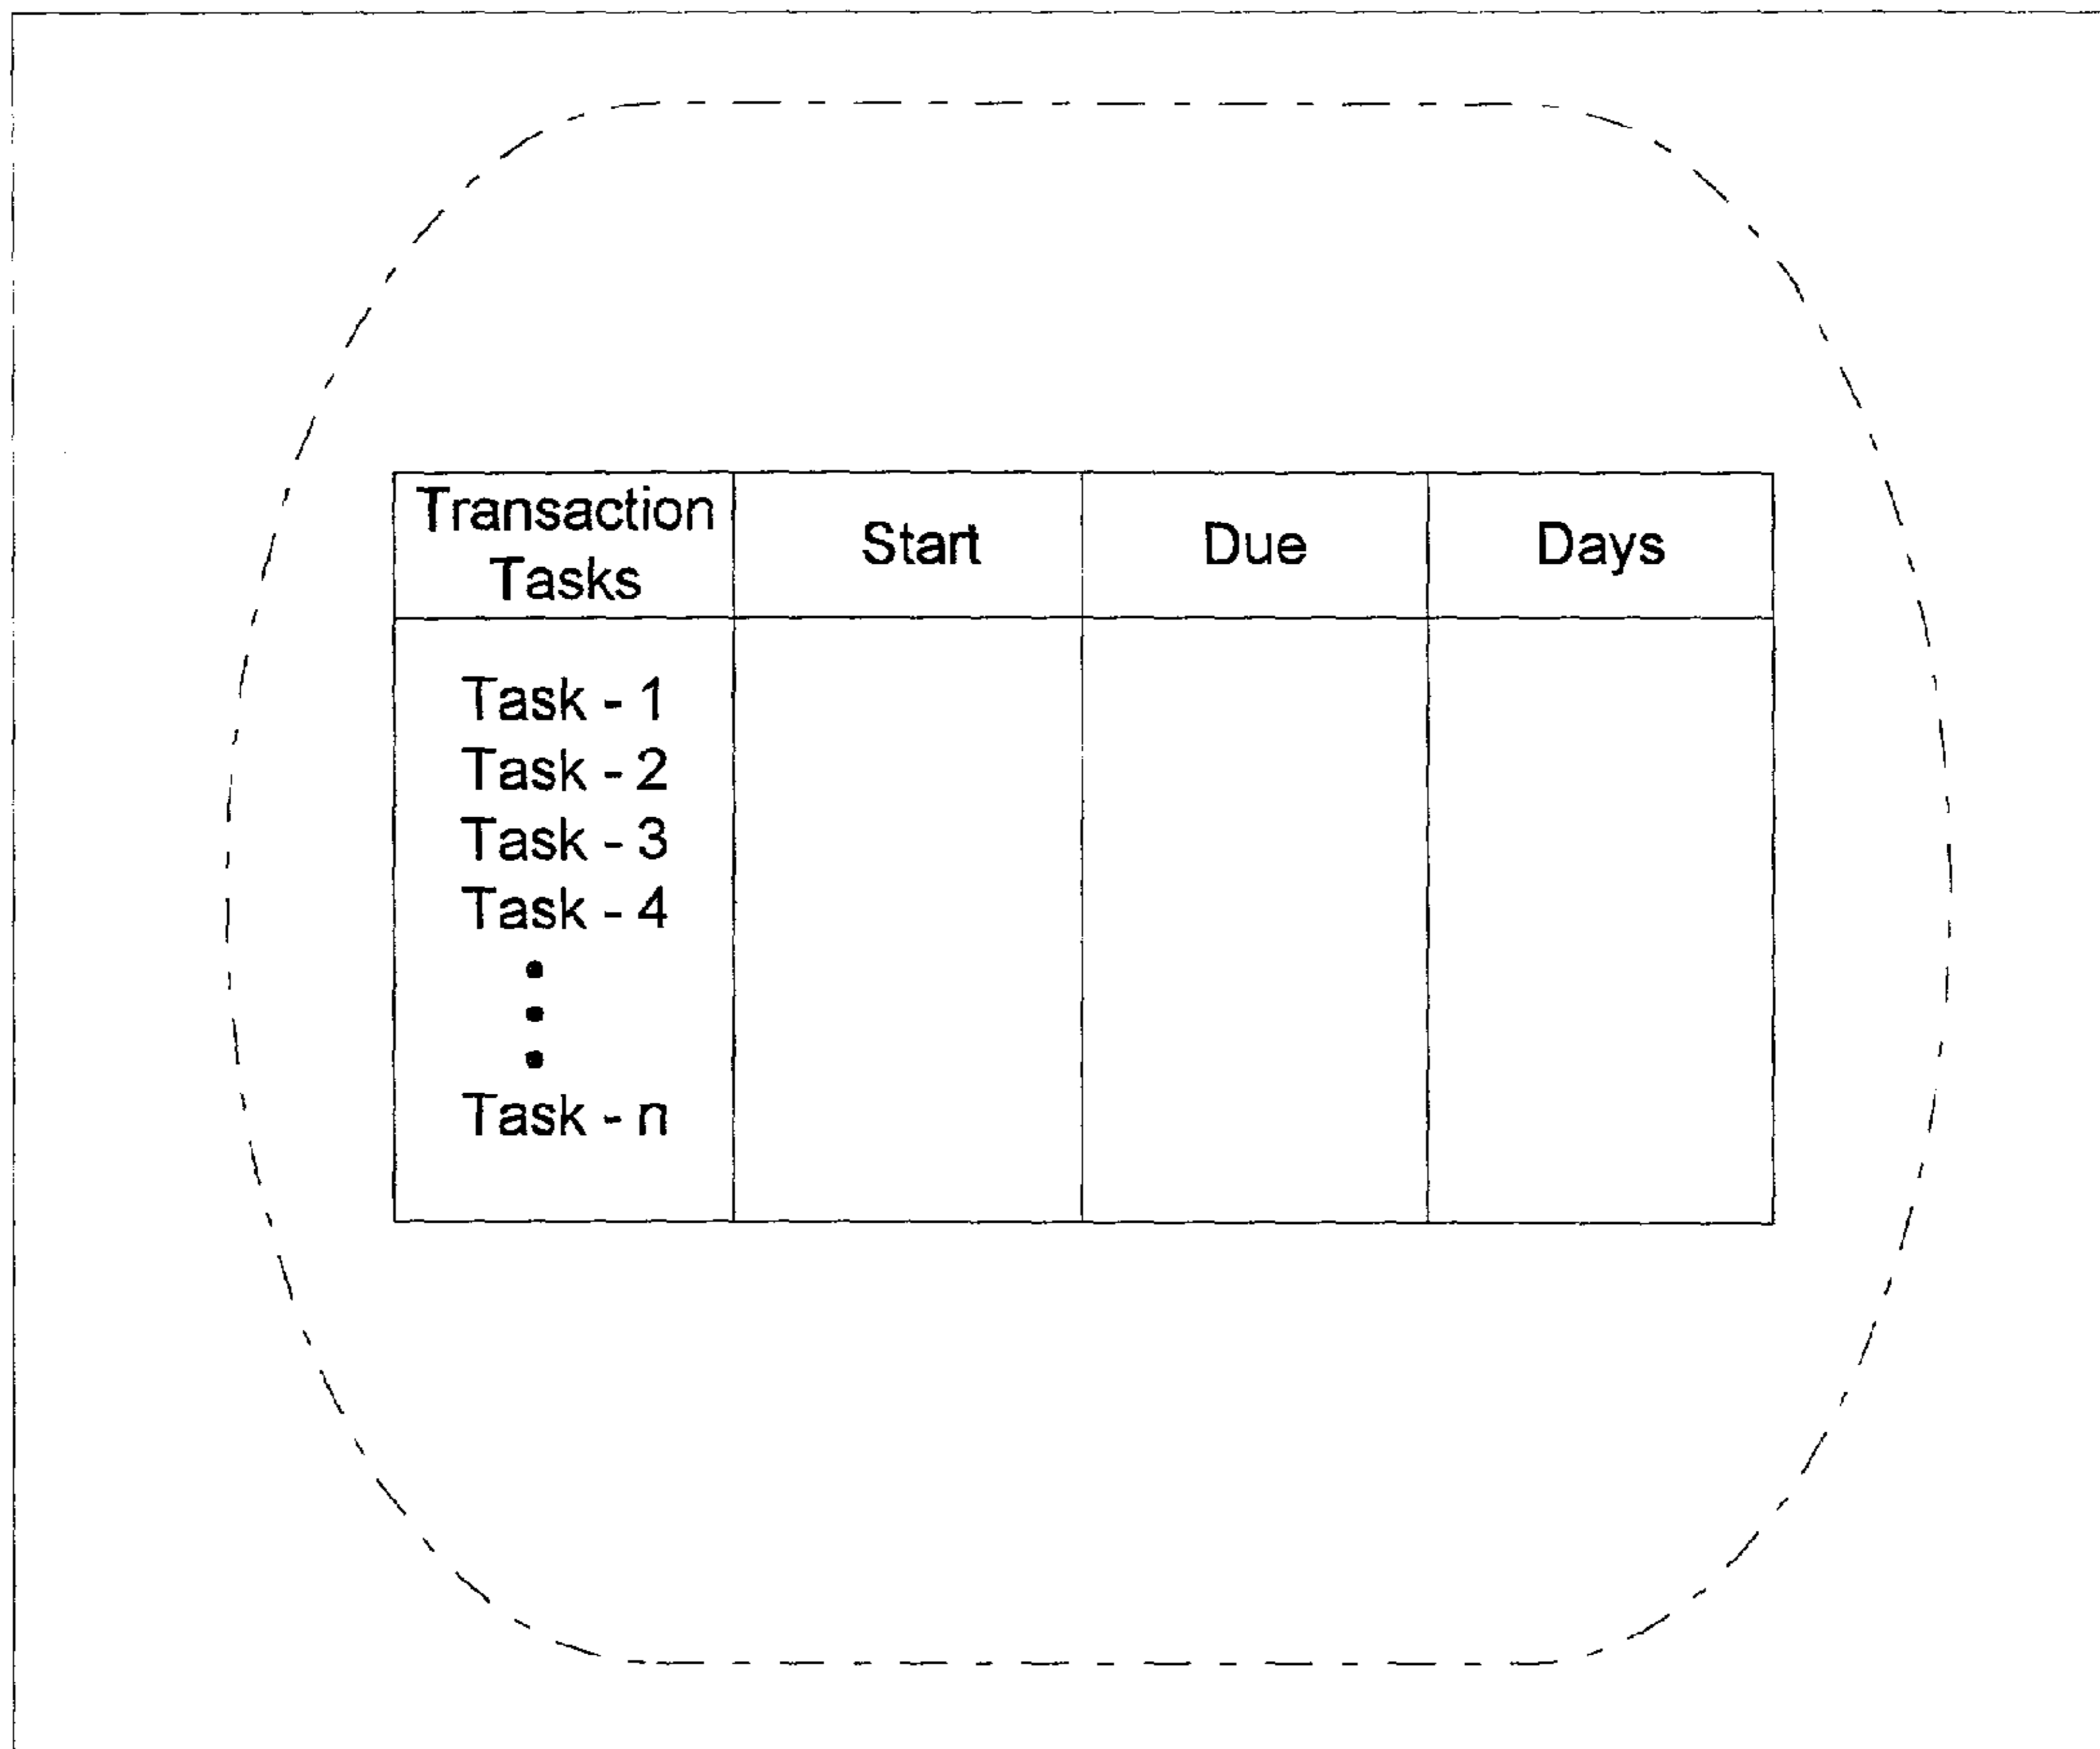 Transaction
Tasks
Start
Due
Days
Task - 1
Task - 2
Task - 3
Task - 4
•
•
•
Task - n